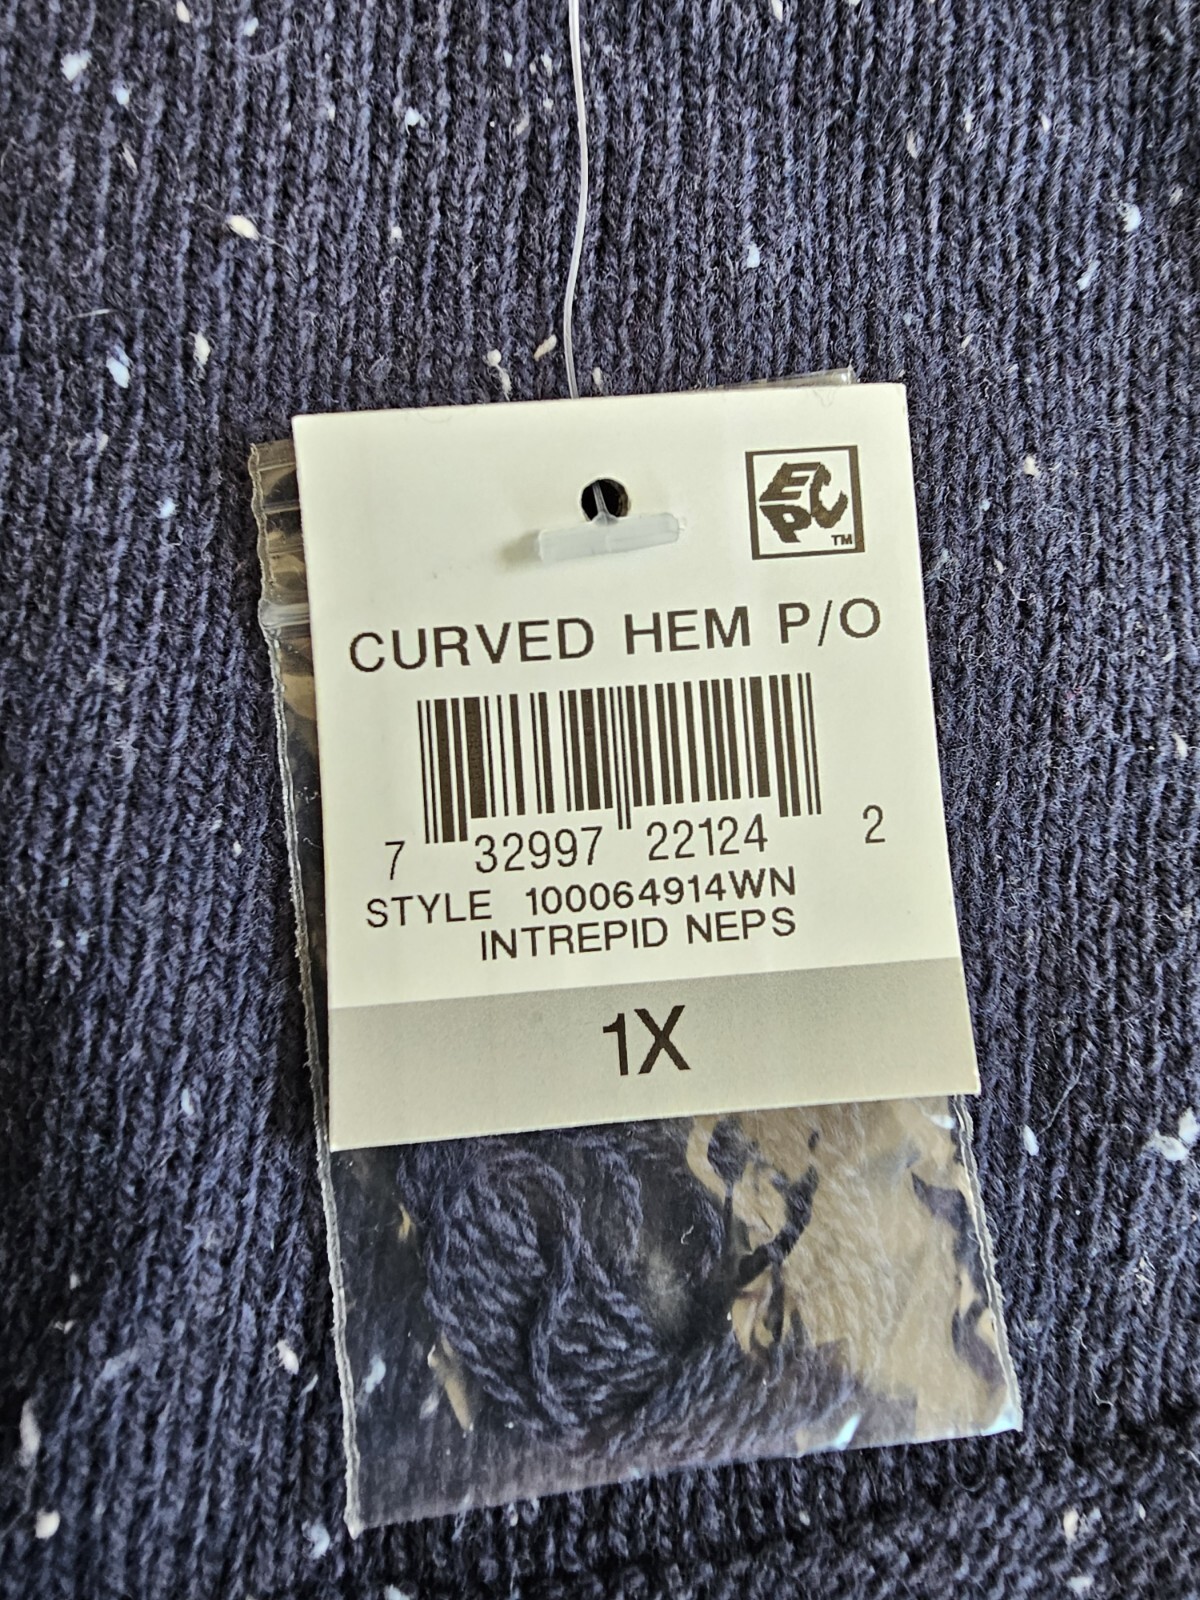 EPC
TM
CURVED HEM P/O
7 32997 22124 2
STYLE 100064914WN
INTREPID NEPS
1X